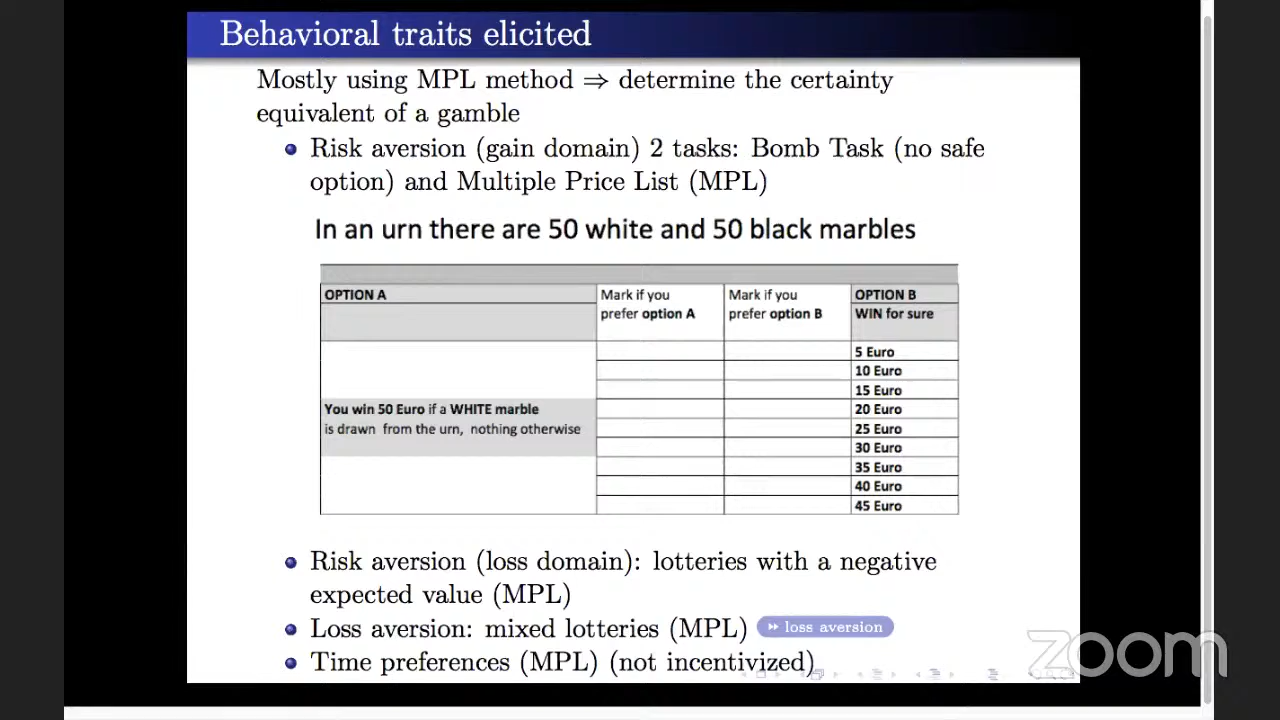 Behavioral traits elicited
Mostly using MPL method ⇒ determine the certainty
equivalent of a gamble
Risk aversion (gain domain) 2 tasks: Bomb Task (no safe
option) and Multiple Price List (MPL)
In an urn there are 50 white and 50 black marbles
OPTION A
Mark if you
prefer option A
Mark if you
prefer option B
OPTION B
WIN for sure
You win 50 Euro if a WHITE marble
is drawn from the urn, nothing otherwise
5 Euro
10 Euro
15 Euro
20 Euro
25 Euro
30 Euro
35 Euro
40 Euro
45 Euro
Risk aversion (loss domain): lotteries with a negative
expected value (MPL)
Loss aversion: mixed lotteries (MPL) loss aversion
Time preferences (MPL) (not incentivized)
zoom